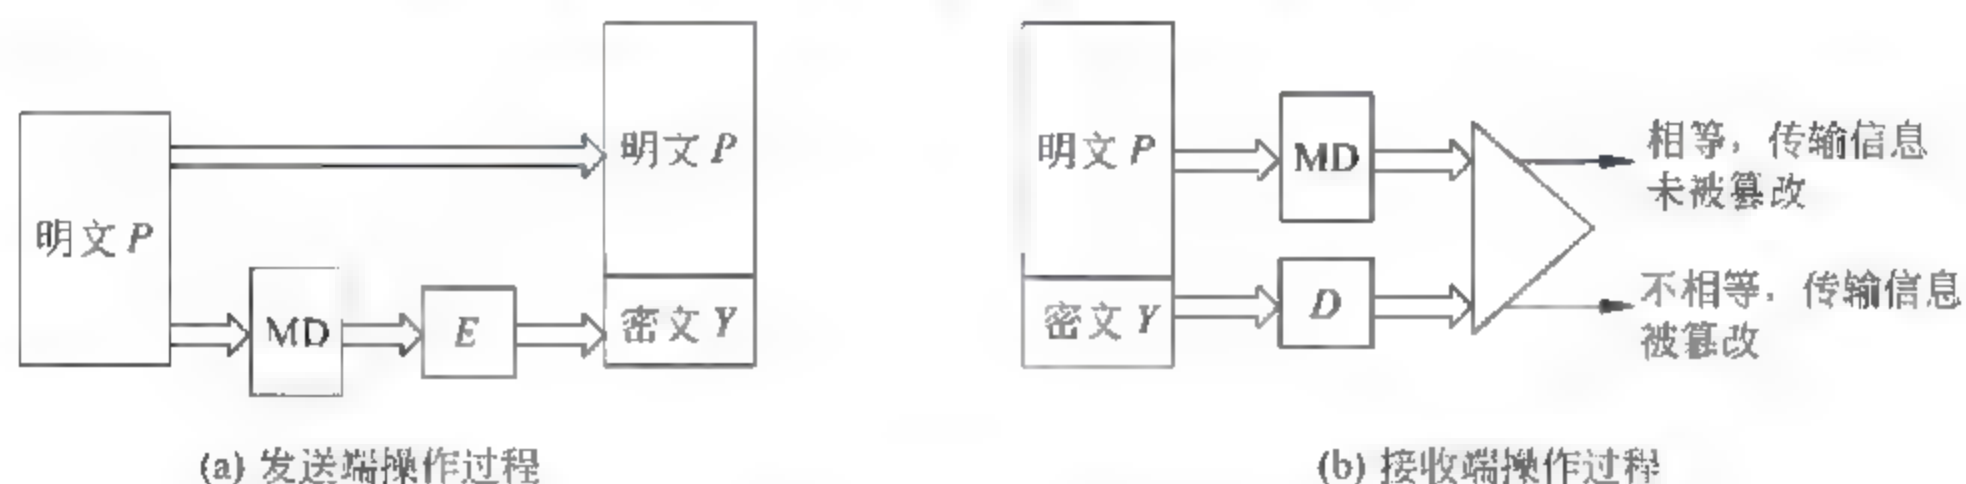 明文 P
明文 P
MD
E
密文 Y
(a) 发送端操作过程
明文 P
MD
相等，传输信息
未被篡改
密文 Y
D
不相等，传输信息
被篡改
(b) 接收端操作过程